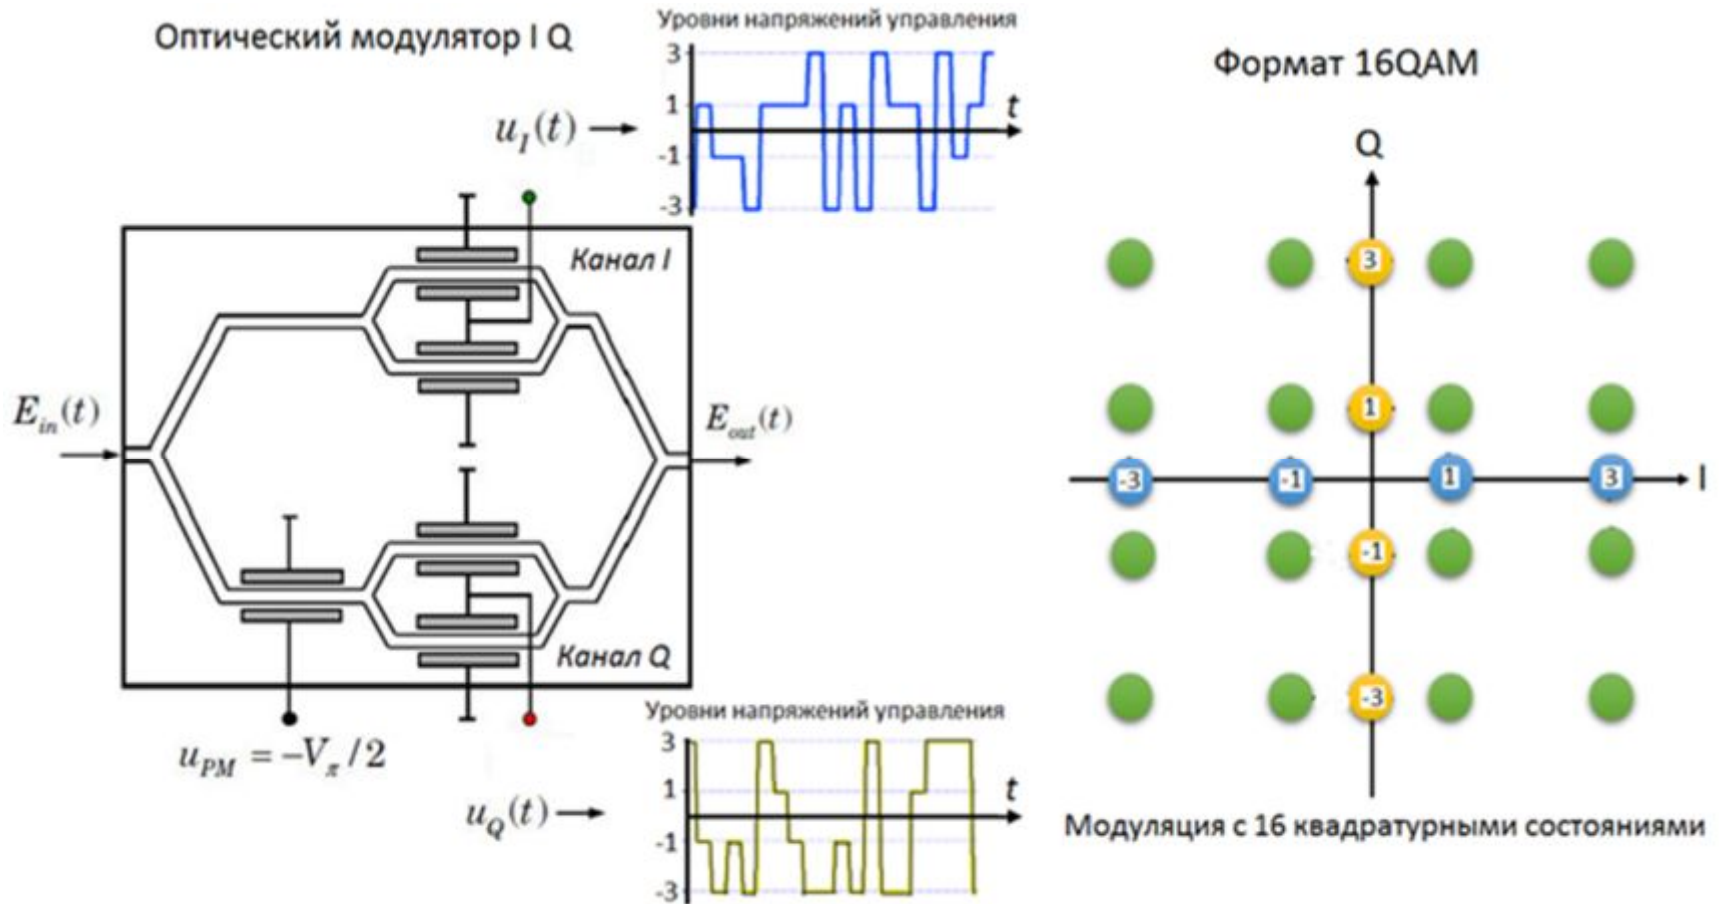 Оптический модулятор I Q
Уровни напряжений управления
3
1
-1
-3
t
u_I(t)
Канал I
E_in(t)
E_out(t)
Канал Q
u_PM = -V_π/2
Уровни напряжений управления
3
1
-1
-3
t
u_Q(t)
Формат 16QAM
Q
3
1
-3 -1 1 3 I
-1
-3
Модуляция с 16 квадратурными состояниями